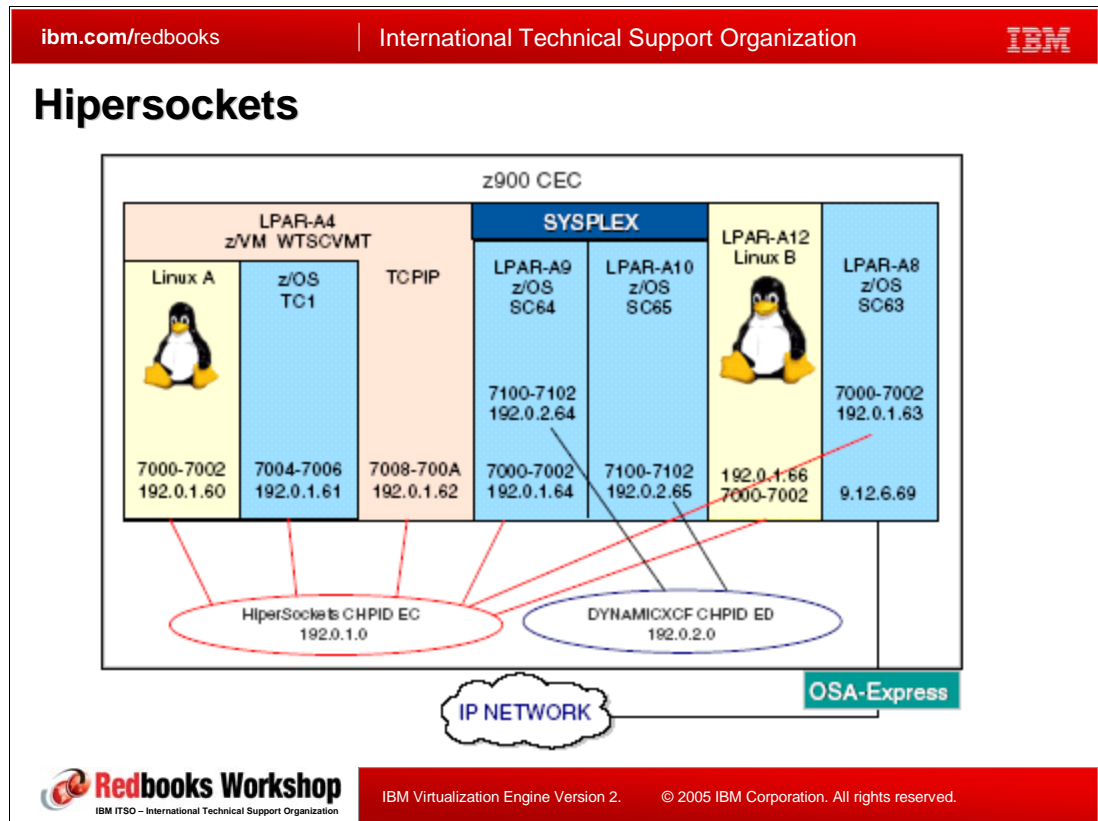 ibm.com/redbooks
International Technical Support Organization
IBM
Hipersockets
z900 CEC
LPAR-A4
z/VM WTSCVMT
Linux A
z/OS
TC1
TCPIP
SYSPLEX
LPAR-A9
z/OS
SC64
LPAR-A10
z/OS
SC65
LPAR-A12
Linux B
LPAR-A8
z/OS
SC63
7100-7102
192.0.2.64
7000-7002
192.0.1.63
7000-7002
192.0.1.60
7004-7006
192.0.1.61
7008-700A
192.0.1.62
7000-7002
192.0.1.64
7100-7102
192.0.2.65
192.0.1.66
7000-7002
9.12.6.69
HiperSockets CHPID EC
192.0.1.0
DYNAMICXCF CHPID ED
192.0.2.0
OSA-Express
IP NETWORK
Redbooks Workshop
IBM ITSO – International Technical Support Organization
IBM Virtualization Engine Version 2.
© 2005 IBM Corporation. All rights reserved.